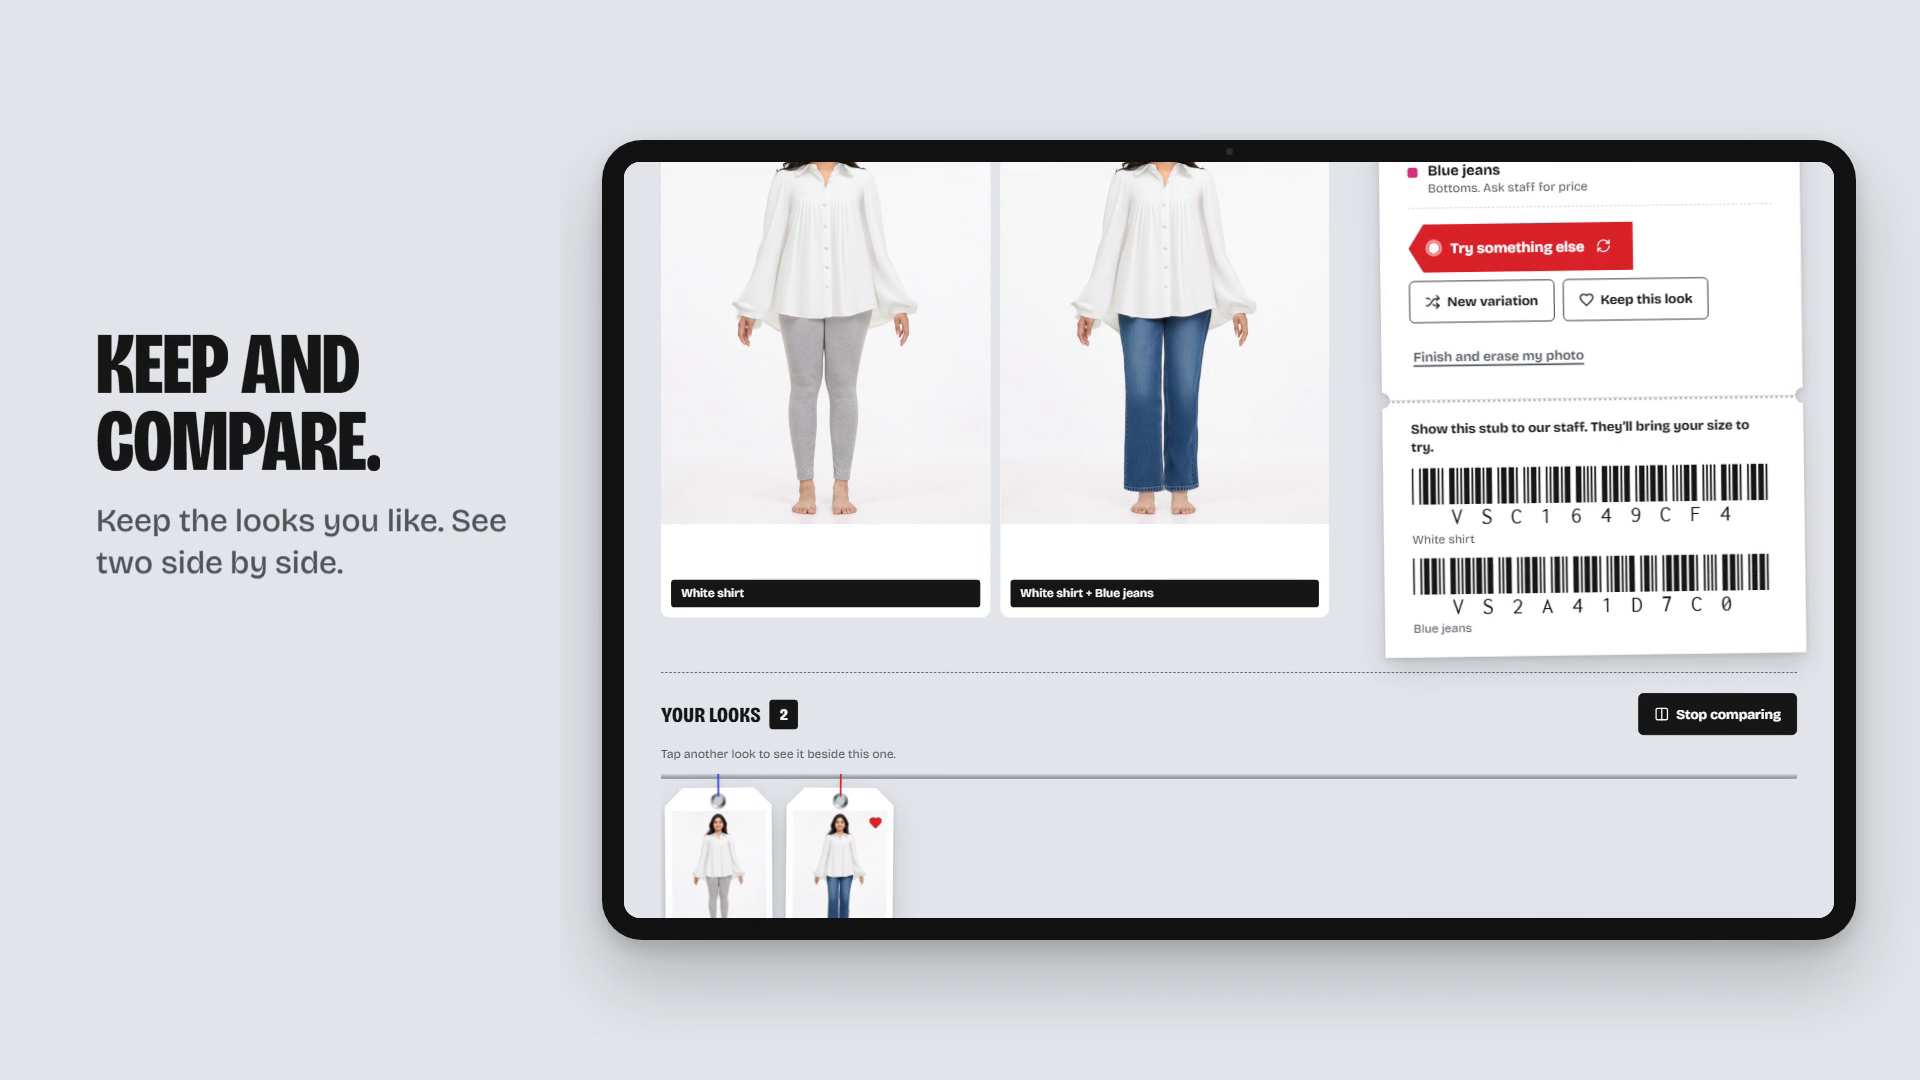 KEEP AND
COMPARE.
Keep the looks you like. See
two side by side.
White shirt
White shirt + Blue jeans
Blue jeans
Bottoms. Ask staff for price
Try something else
New variation
Keep this look
Finish and erase my photo
Show this stub to our staff. They'll bring your size to
try.
VSC1649CF4
White shirt
VS2A41D7C0
Blue jeans
YOUR LOOKS 2
Stop comparing
Tap another look to see it beside this one.